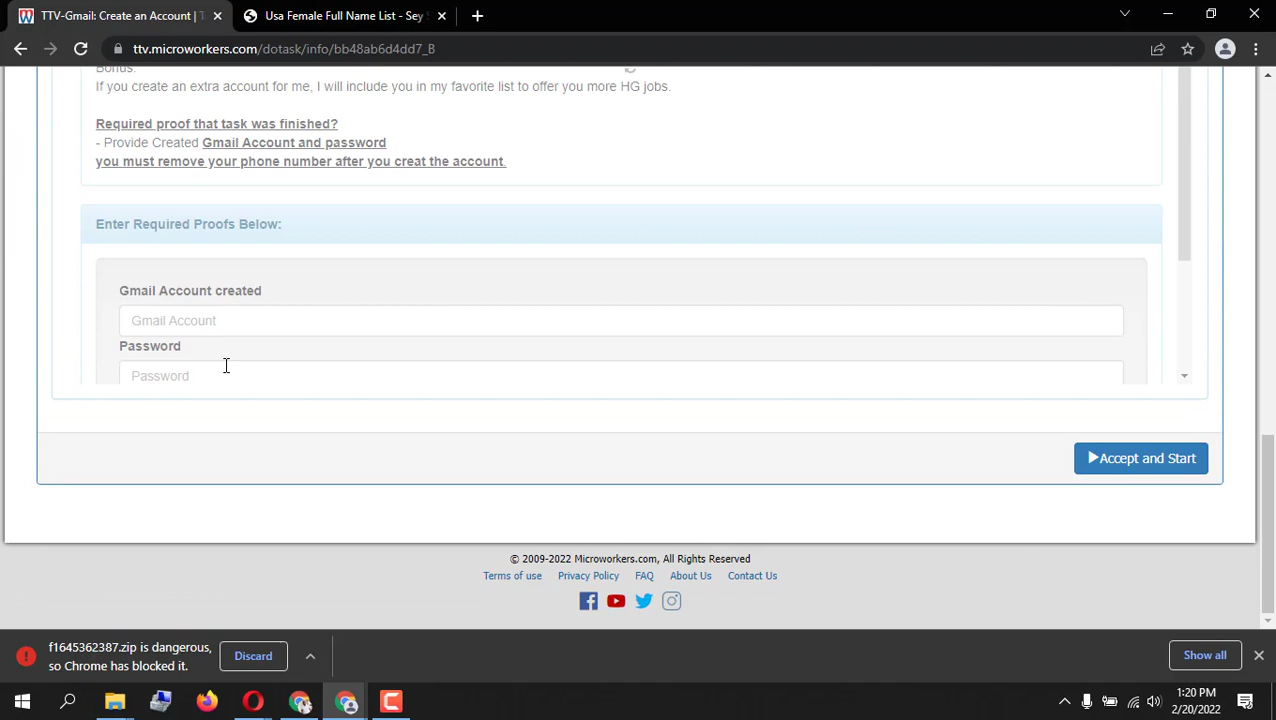 TTV-Gmail: Create an Account | T
Usa Female Full Name List - Sey S
ttv.microworkers.com/dotask/info/bb48ab6d4dd7_B
Bonus:
If you create an extra account for me, I will include you in my favorite list to offer you more HG jobs.
Required proof that task was finished?
- Provide Created Gmail Account and password
you must remove your phone number after you creat the account.
Enter Required Proofs Below:
Gmail Account created
Gmail Account
Password
Password
Accept and Start
© 2009-2022 Microworkers.com, All Rights Reserved
Terms of use Privacy Policy FAQ About Us Contact Us
f1645362387.zip is dangerous,
so Chrome has blocked it.
Discard
Show all
1:20 PM
2/20/2022